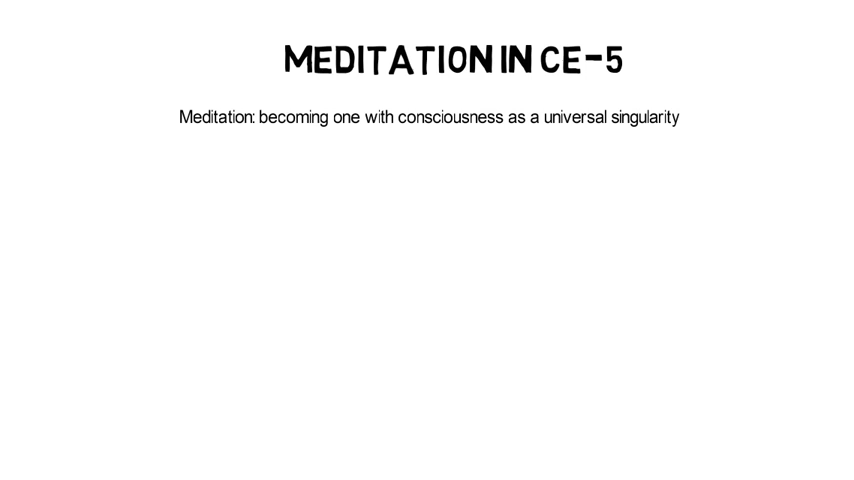 MEDITATION IN CE-5
Meditation: becoming one with consciousness as a universal singularity